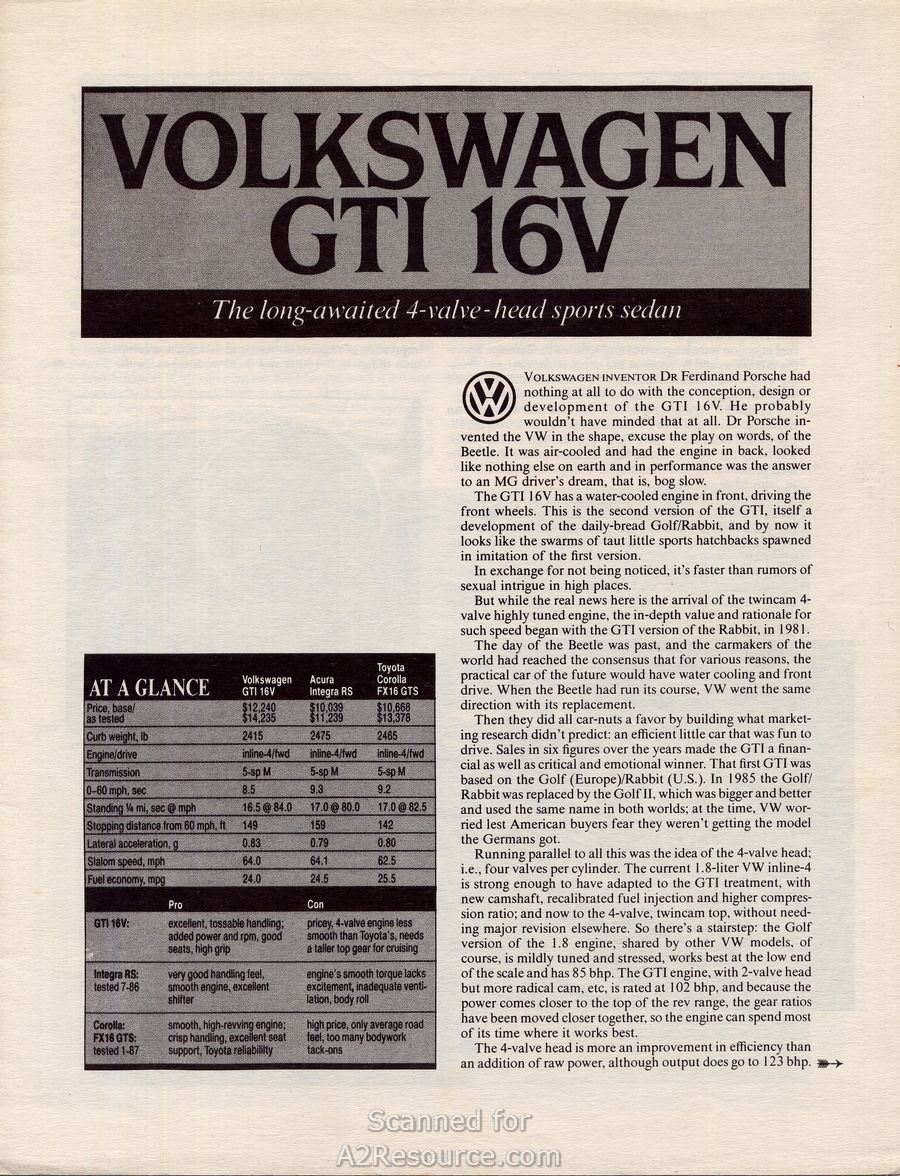 VOLKSWAGEN
GTI 16V
The long-awaited 4-valve-head sports sedan
AT A GLANCE Volkswagen GTI 16V Acura Integra RS Toyota Corolla FX16 GTS
Price, base/ $12,240 $10,039 $10,668
as tested $14,235 $11,239 $13,378
Curb weight, lb 2415 2475 2465
Engine/drive inline-4/fwd inline-4/fwd inline-4/fwd
Transmission 5-sp M 5-sp M 5-sp M
0-60 mph, sec 8.5 9.3 9.2
Standing ¼ mi, sec @ mph 16.5 @ 84.0 17.0 @ 80.0 17.0 @ 82.5
Stopping distance from 60 mph, ft 149 159 142
Lateral acceleration, g 0.83 0.79 0.80
Slalom speed, mph 64.0 64.1 62.5
Fuel economy, mpg 24.0 24.5 25.5
Pro Con
GTI 16V: excellent, tossable handling; pricey, 4-valve engine less
added power and rpm, good smooth than Toyota's, needs
seats, high grip a taller top gear for cruising
Integra RS: very good handling feel, engine's smooth torque lacks
tested 7-86 smooth engine, excellent excitement, inadequate venti-
shifter lation, body roll
Corolla: smooth, high-revving engine; high price, only average road
FX16 GTS: crisp handling, excellent seat feel, too many bodywork
tested 1-87 support, Toyota reliabililty tack-ons
VOLKSWAGEN INVENTOR DR Ferdinand Porsche had
nothing at all to do with the conception, design or
development of the GTI 16V. He probably
wouldn't have minded that at all. Dr Porsche in-
vented the VW in the shape, excuse the play on words, of the
Beetle. It was air-cooled and had the engine in back, looked
like nothing else on earth and in performance was the answer
to an MG driver's dream, that is, bog slow.
The GTI 16V has a water-cooled engine in front, driving the
front wheels. This is the second version of the GTI, itself a
development of the daily-bread Golf/Rabbit, and by now it
looks like the swarms of taut little sports hatchbacks spawned
in imitation of the first version.
In exchange for not being noticed, it's faster than rumors of
sexual intrigue in high places.
But while the real news here is the arrival of the twincam 4-
valve highly tuned engine, the in-depth value and rationale for
such speed began with the GTI version of the Rabbit, in 1981.
The day of the Beetle was past, and the carmakers of the
world had reached the consensus that for various reasons, the
practical car of the future would have water cooling and front
drive. When the Beetle had run its course, VW went the same
direction with its replacement.
Then they did all car-nuts a favor by building what market-
ing research didn't predict: an efficient little car that was fun to
drive. Sales in six figures over the years made the GTI a finan-
cial as well as critical and emotional winner. That first GTI was
based on the Golf (Europe)/Rabbit (U.S.). In 1985 the Golf/
Rabbit was replaced by the Golf II, which was bigger and better
and used the same name in both worlds; at the time, VW wor-
ried lest American buyers fear they weren't getting the model
the Germans got.
Running parallel to all this was the idea of the 4-valve head;
i.e., four valves per cylinder. The current 1.8-liter VW inline-4
is strong enough to have adapted to the GTI treatment, with
new camshaft, recalibrated fuel injection and higher compres-
sion ratio; and now to the 4-valve, twincam top, without need-
ing major revision elsewhere. So there's a stairstep: the Golf
version of the 1.8 engine, shared by other VW models, of
course, is mildly tuned and stressed, works best at the low end
of the scale and has 85 bhp. The GTI engine, with 2-valve head
but more radical cam, etc, is rated at 102 bhp, and because the
power comes closer to the top of the rev range, the gear ratios
have been moved closer together, so the engine can spend most
of its time where it works best.
The 4-valve head is more an improvement in efficiency than
an addition of raw power, although output does go to 123 bhp.
Scanned for
A2Resource.com